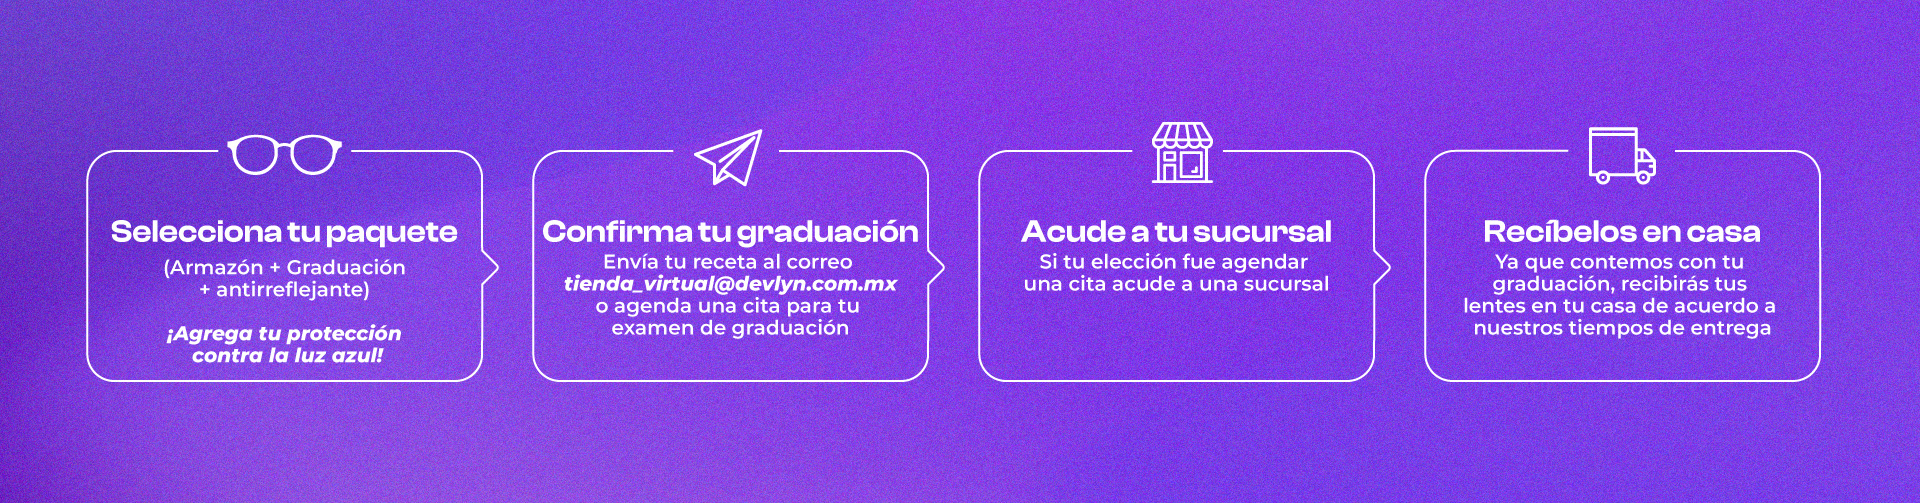 Selecciona tu paquete
(Armazón + Graduación
+ antirreflejante)
¡Agrega tu protección
contra la luz azul!
Confirma tu graduación
Envía tu receta al correo
tienda_virtual@devlyn.com.mx
o agenda una cita para tu
examen de graduación
Acude a tu sucursal
Si tu elección fue agendar
una cita acude a una sucursal
Recíbelos en casa
Ya que contemos con tu
graduación, recibirás tus
lentes en tu casa de acuerdo a
nuestros tiempos de entrega